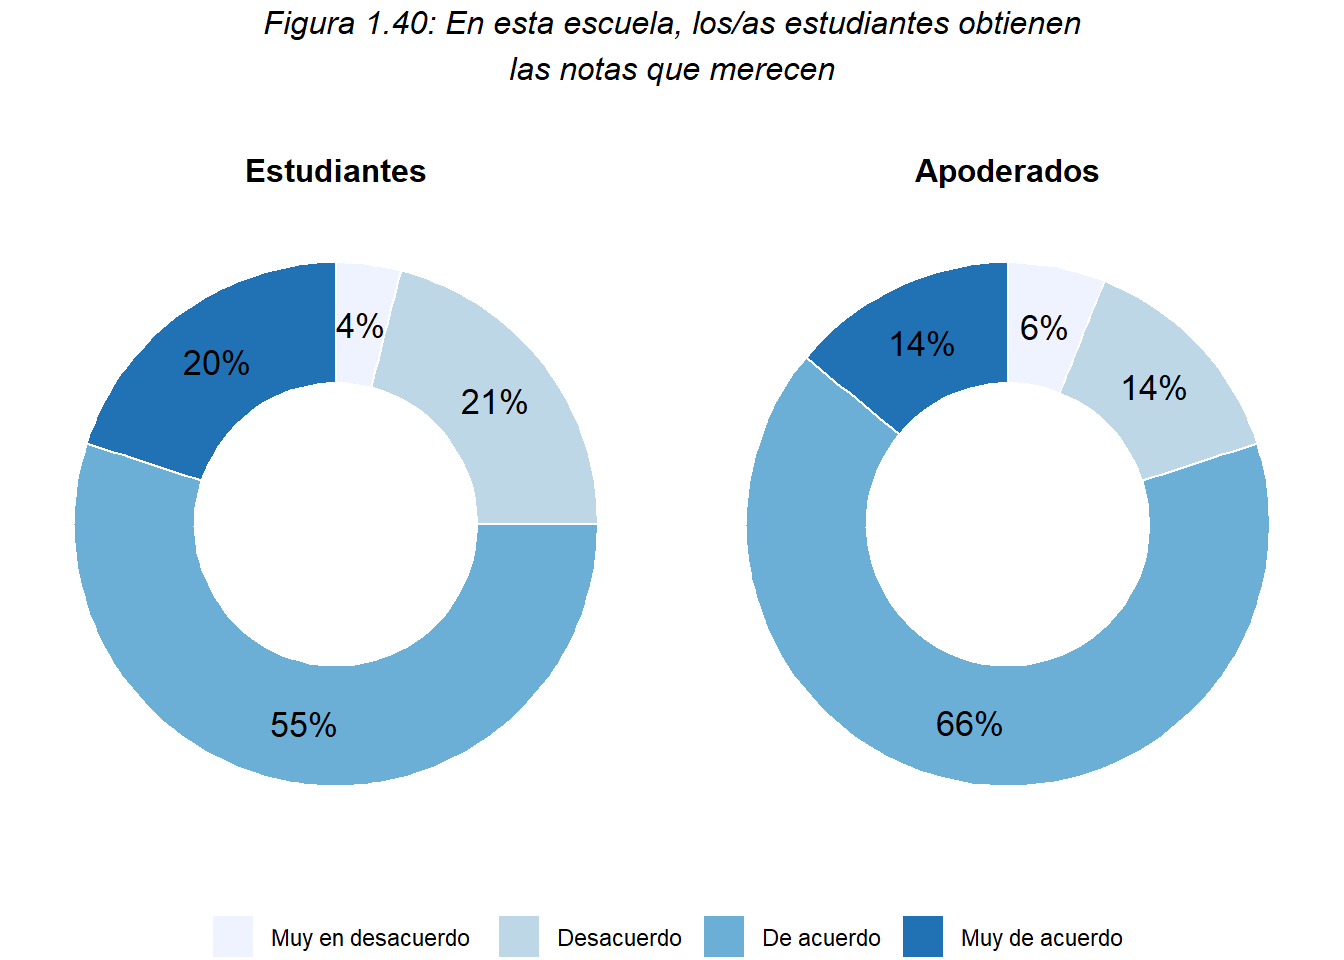 Figura 1.40: En esta escuela, los/as estudiantes obtienen
las notas que merecen
Estudiantes
4%
21%
55%
20%
Apoderados
6%
14%
66%
14%
Muy en desacuerdo
Desacuerdo
De acuerdo
Muy de acuerdo